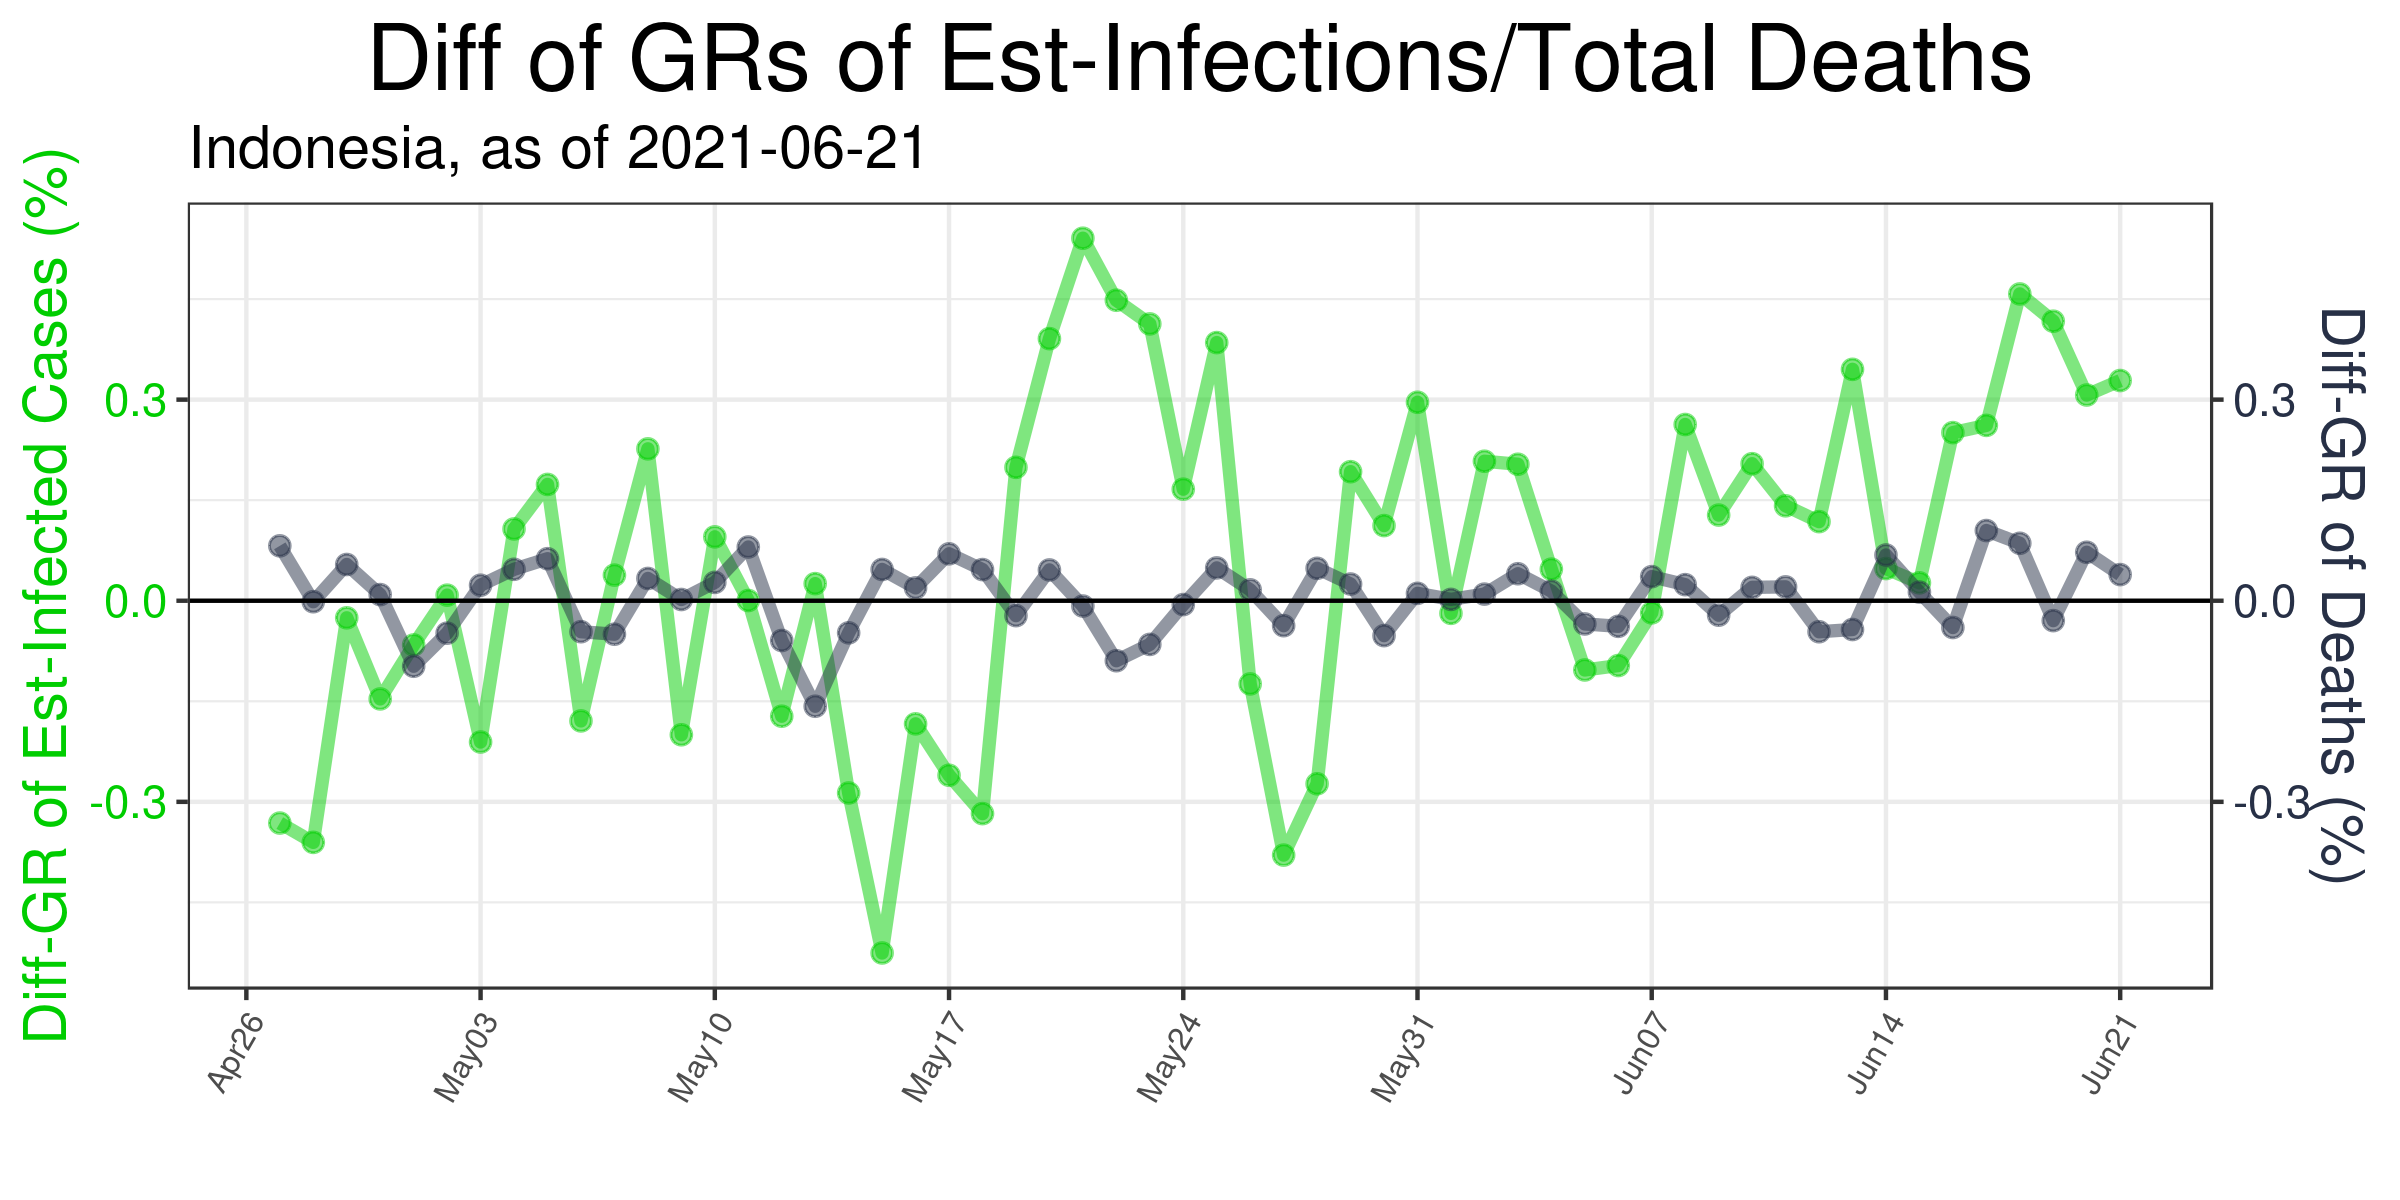 Diff of GRs of Est-Infections/Total Deaths
Indonesia, as of 2021-06-21
Diff-GR of Est-Infected Cases (%)
0.3
0.0
-0.3
0.3
0.0
-0.3
Diff-GR of Deaths (%)
Apr26
May03
May10
May17
May24
May31
Jun07
Jun14
Jun21